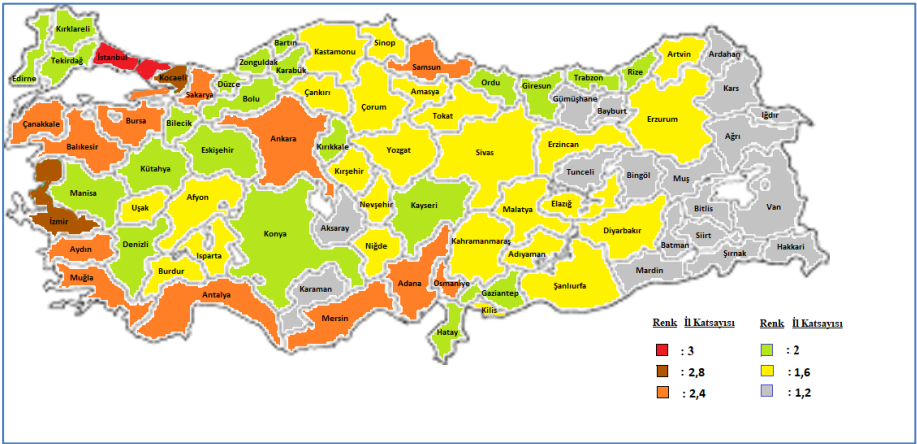 Kırklareli
Tekirdağ
Edirne
İstanbul
Kocaeli
Sakarya
Düzce
Zonguldak
Bartın
Karabük
Bolu
Kastamonu
Sinop
Samsun
Çankırı
Çorum
Amasya
Tokat
Ordu
Giresun
Trabzon
Rize
Artvin
Ardahan
Gümüşhane
Bayburt
Kars
Iğdır
Erzurum
Ağrı
Çanakkale
Balıkesir
Bursa
Bilecik
Eskişehir
Kütahya
Ankara
Kırıkkale
Kırşehir
Yozgat
Sivas
Erzincan
Tunceli
Bingöl
Muş
Manisa
İzmir
Uşak
Afyon
Konya
Aksaray
Nevşehir
Kayseri
Malatya
Elazığ
Diyarbakır
Bitlis
Van
Aydın
Denizli
Isparta
Burdur
Muğla
Antalya
Karaman
Niğde
Mersin
Adana
Osmaniye
Kahramanmaraş
Adıyaman
Gaziantep
Kilis
Hatay
Şanlıurfa
Mardin
Batman
Siirt
Şırnak
Hakkari
Renk İl Katsayısı
: 3
: 2,8
: 2,4
Renk İl Katsayısı
: 2
: 1,6
: 1,2